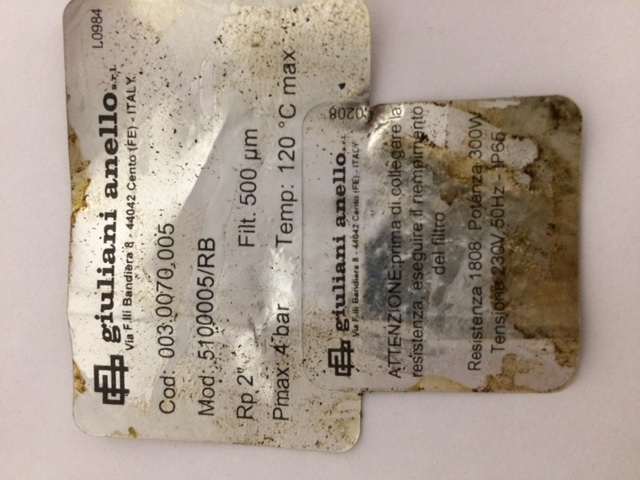 L0984
giuliani anello s.r.l.
Via F.lli Bandiera 8 - 44042 Cento (FE) - ITALY
Cod: 003.0070.005
Mod: 5100005/RB
Rp 2" Filt. 500 µm
Pmax: 4 bar Temp: 120 °C max
0208
giuliani anello s.r.l.
Via F.lli Bandiera 8 - 44042 Cento (FE) - ITALY
ATTENZIONE:prima di collegare la
resistenza, eseguire il riempimento
del filtro
Resistenza 1808. Potenza 300W
Tensione 230V 50Hz - IP65